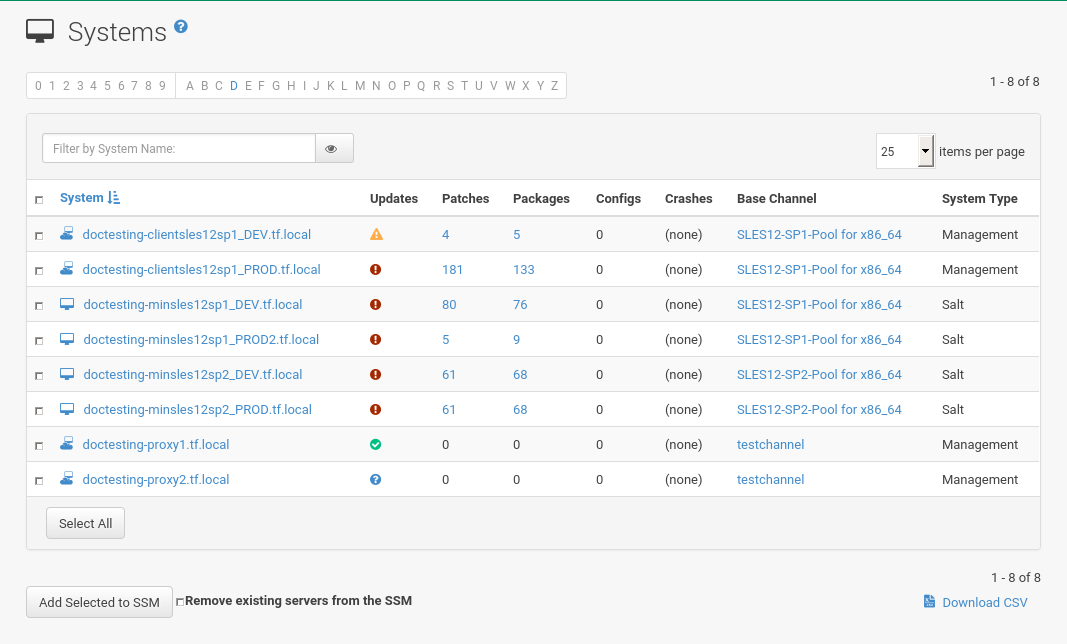 Systems ?
0 1 2 3 4 5 6 7 8 9 A B C D E F G H I J K L M N O P Q R S T U V W X Y Z
1 - 8 of 8
Filter by System Name:
25 items per page
System Updates Patches Packages Configs Crashes Base Channel System Type
doctesting-clientsles12sp1_DEV.tf.local 4 5 0 (none) SLES12-SP1-Pool for x86_64 Management
doctesting-clientsles12sp1_PROD.tf.local 181 133 0 (none) SLES12-SP1-Pool for x86_64 Management
doctesting-minsles12sp1_DEV.tf.local 80 76 0 (none) SLES12-SP1-Pool for x86_64 Salt
doctesting-minsles12sp1_PROD2.tf.local 5 9 0 (none) SLES12-SP1-Pool for x86_64 Salt
doctesting-minsles12sp2_DEV.tf.local 61 68 0 (none) SLES12-SP2-Pool for x86_64 Salt
doctesting-minsles12sp2_PROD.tf.local 61 68 0 (none) SLES12-SP2-Pool for x86_64 Salt
doctesting-proxy1.tf.local 0 0 0 (none) testchannel Management
doctesting-proxy2.tf.local ? 0 0 0 (none) testchannel Management
Select All
1 - 8 of 8
Add Selected to SSM Remove existing servers from the SSM
Download CSV